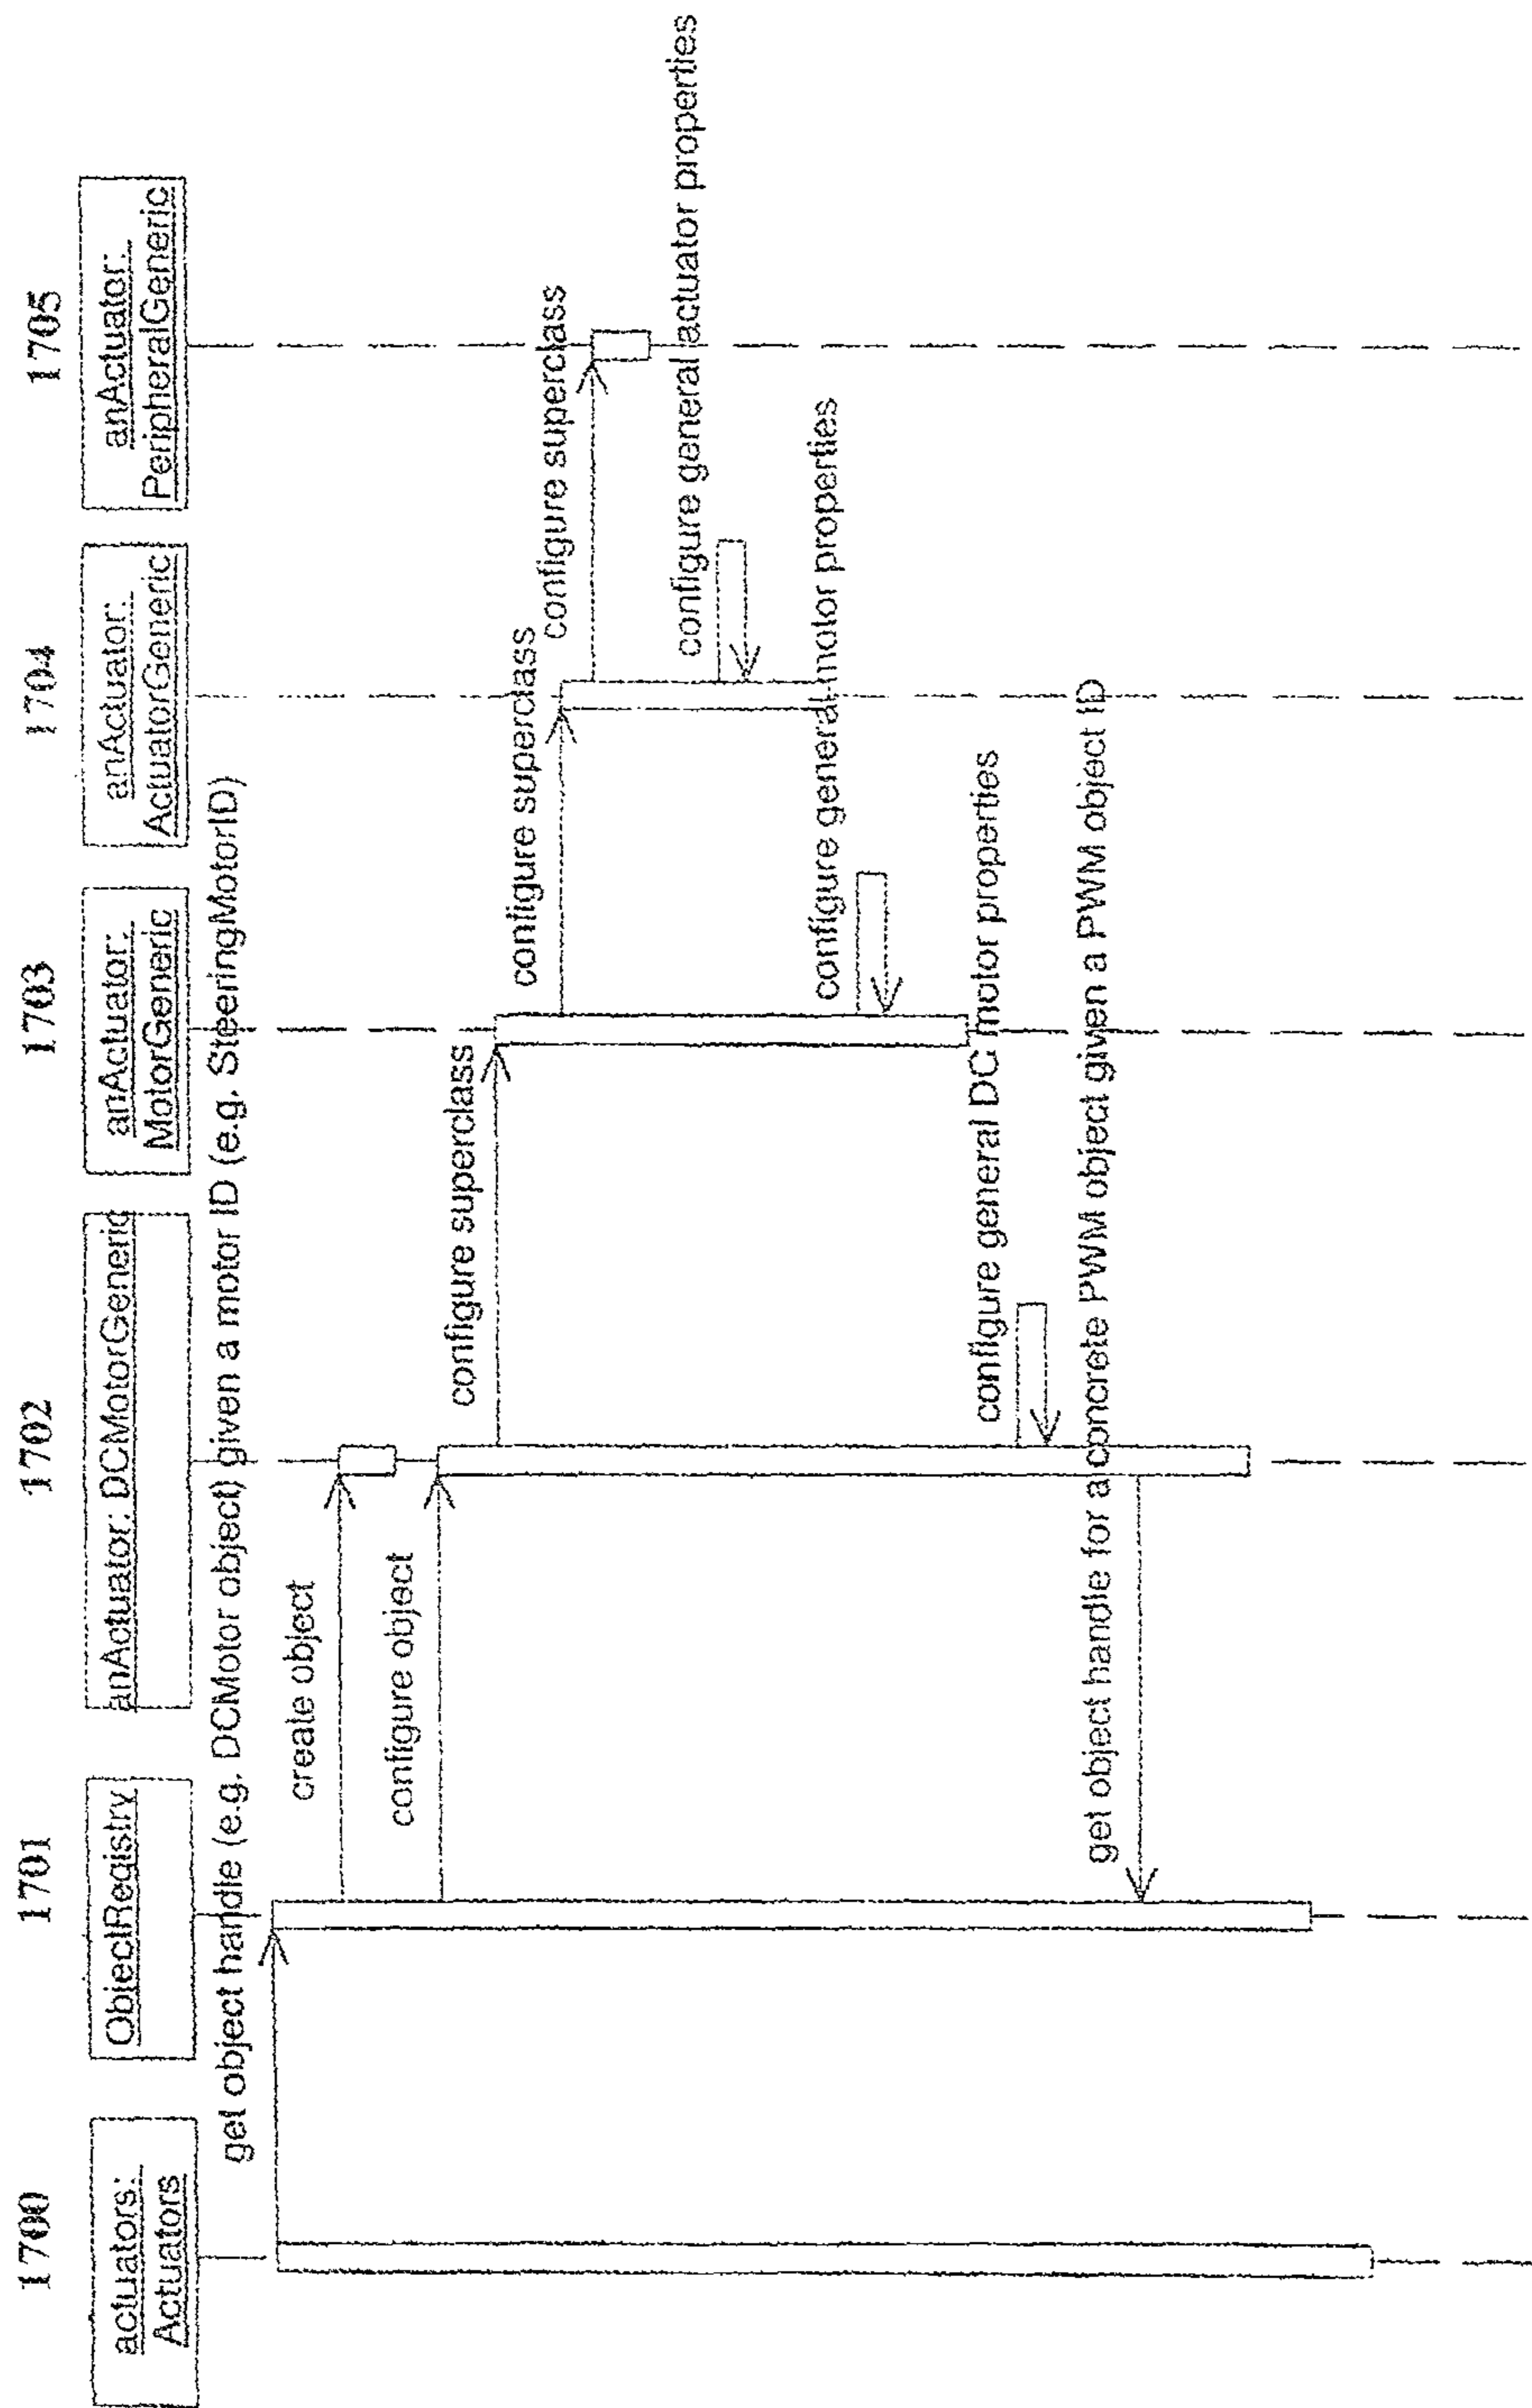 1700
1701
1702
1703
1704
1705
actuators:
Actuators
ObjectRegistry
anActuator: DCMotorGeneric
anActuator:
MotorGeneric
anActuator:
ActuatorGeneric
anActuator:
PeripheralGeneric
get object handle (e.g. DCMotor object) given a motor ID (e.g. SteeringMotorID)
create object
configure object
configure superclass
configure superclass
configure superclass
configure general actuator properties
configure general motor properties
configure general DC motor properties
get object handle for a concrete PWM object given a PWM object ID